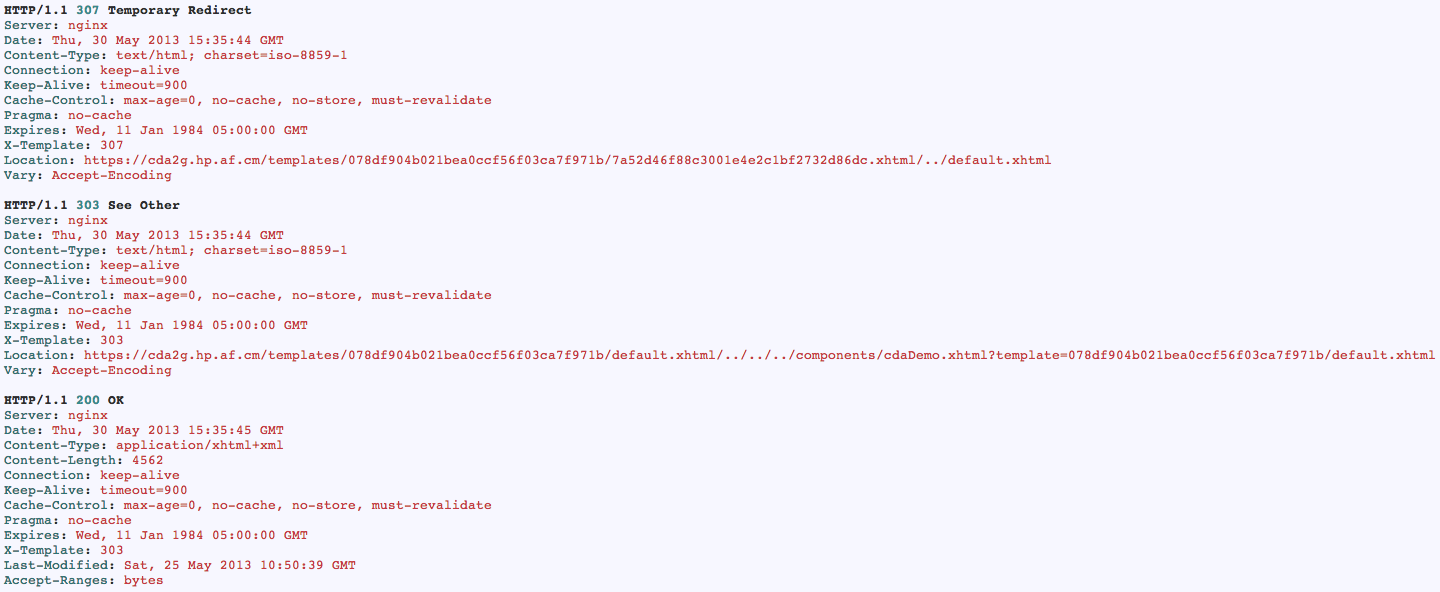 HTTP/1.1 307 Temporary Redirect
Server: nginx
Date: Thu, 30 May 2013 15:35:44 GMT
Content-Type: text/html; charset=iso-8859-1
Connection: keep-alive
Keep-Alive: timeout=900
Cache-Control: max-age=0, no-cache, no-store, must-revalidate
Pragma: no-cache
Expires: Wed, 11 Jan 1984 05:00:00 GMT
X-Template: 307
Location: https://cda2g.hp.af.cm/templates/078df904b021bea0ccf56f03ca7f971b/7a52d46f88c3001e4e2c1bf2732d86dc.xhtml/../default.xhtml
Vary: Accept-Encoding
HTTP/1.1 303 See Other
Server: nginx
Date: Thu, 30 May 2013 15:35:44 GMT
Content-Type: text/html; charset=iso-8859-1
Connection: keep-alive
Keep-Alive: timeout=900
Cache-Control: max-age=0, no-cache, no-store, must-revalidate
Pragma: no-cache
Expires: Wed, 11 Jan 1984 05:00:00 GMT
X-Template: 303
Location: https://cda2g.hp.af.cm/templates/078df904b021bea0ccf56f03ca7f971b/default.xhtml/../../../components/cdaDemo.xhtml?template=078df904b021bea0ccf56f03ca7f971b/default.xhtml
Vary: Accept-Encoding
HTTP/1.1 200 OK
Server: nginx
Date: Thu, 30 May 2013 15:35:45 GMT
Content-Type: application/xhtml+xml
Content-Length: 4562
Connection: keep-alive
Keep-Alive: timeout=900
Cache-Control: max-age=0, no-cache, no-store, must-revalidate
Pragma: no-cache
Expires: Wed, 11 Jan 1984 05:00:00 GMT
X-Template: 303
Last-Modified: Sat, 25 May 2013 10:50:39 GMT
Accept-Ranges: bytes